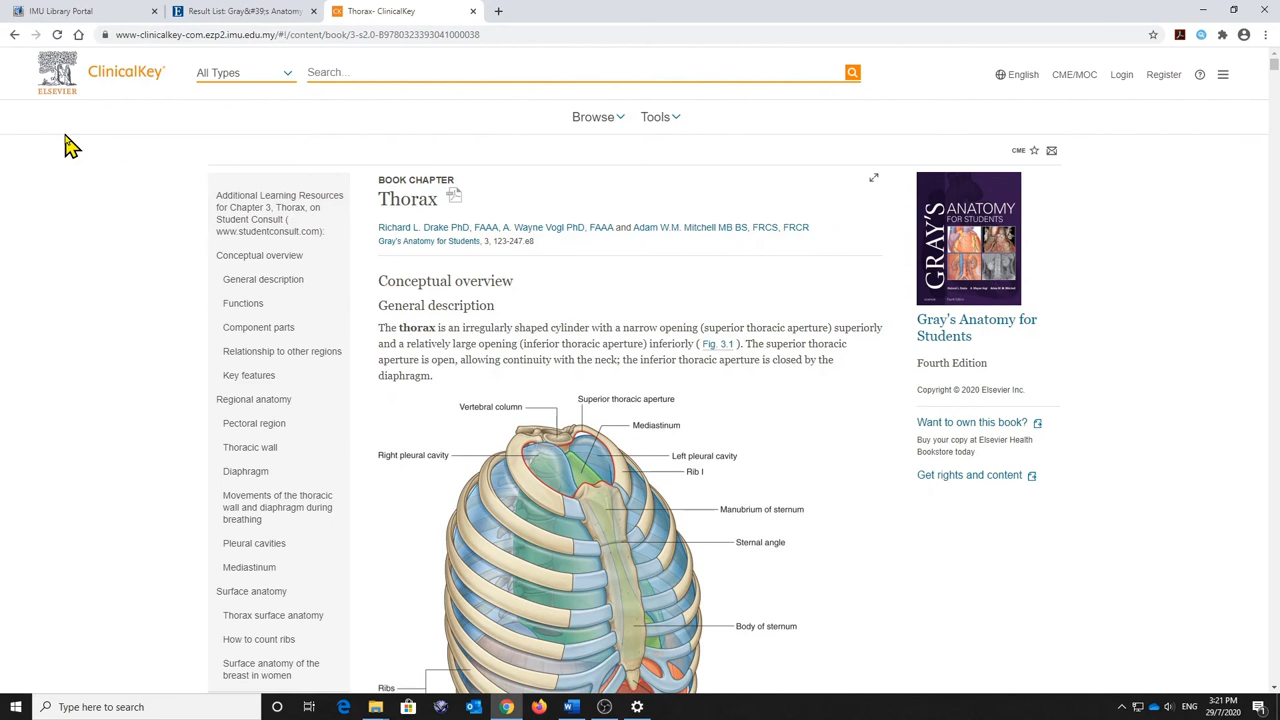 IMU Library Portal
Result List: Gray&#39;s Anatomy
Thorax - ClinicalKey
www-clinicalkey-com.ezp2.imu.edu.my/#!/content/book/3-s2.0-B9780323393041000038
ELSEVIER
ClinicalKey
All Types
Search...
English
CME/MOC
Login
Register
Browse
Tools
CME
Additional Learning Resources
for Chapter 3, Thorax, on
Student Consult (
www.studentconsult.com):
Conceptual overview
General description
Functions
Component parts
Relationship to other regions
Key features
Regional anatomy
Pectoral region
Thoracic wall
Diaphragm
Movements of the thoracic
wall and diaphragm during
breathing
Pleural cavities
Mediastinum
Surface anatomy
Thorax surface anatomy
How to count ribs
Surface anatomy of the
breast in women
BOOK CHAPTER
Thorax
Richard L. Drake PhD, FAAA, A. Wayne Vogl PhD, FAAA and Adam W.M. Mitchell MB BS, FRCS, FRCR
Gray's Anatomy for Students, 3, 123-247.e8
Conceptual overview
General description
The thorax is an irregularly shaped cylinder with a narrow opening (superior thoracic aperture) superiorly
and a relatively large opening (inferior thoracic aperture) inferiorly ( Fig. 3.1 ). The superior thoracic
aperture is open, allowing continuity with the neck; the inferior thoracic aperture is closed by the
diaphragm.
Vertebral column
Superior thoracic aperture
Mediastinum
Right pleural cavity
Left pleural cavity
Rib I
Manubrium of sternum
Sternal angle
Body of sternum
Ribs
GRAY'S
ANATOMY
FOR STUDENTS
Gray's Anatomy for
Students
Fourth Edition
Copyright © 2020 Elsevier Inc.
Want to own this book?
Buy your copy at Elsevier Health
Bookstore today
Get rights and content
Type here to search
ENG
3:21 PM
29/7/2020